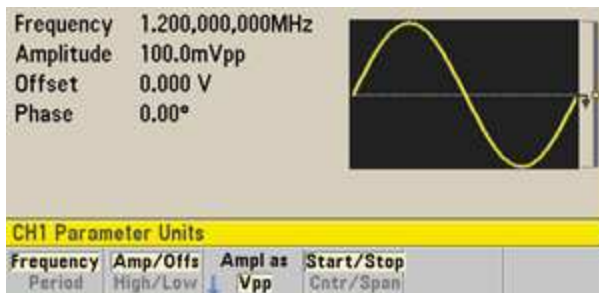 Frequency 1.200,000,000MHz
Amplitude 100.0mVpp
Offset 0.000 V
Phase 0.00°
CH1 Parameter Units
Frequency Amp/Offs Ampl as Start/Stop
Period High/Low Vpp Cntr/Span